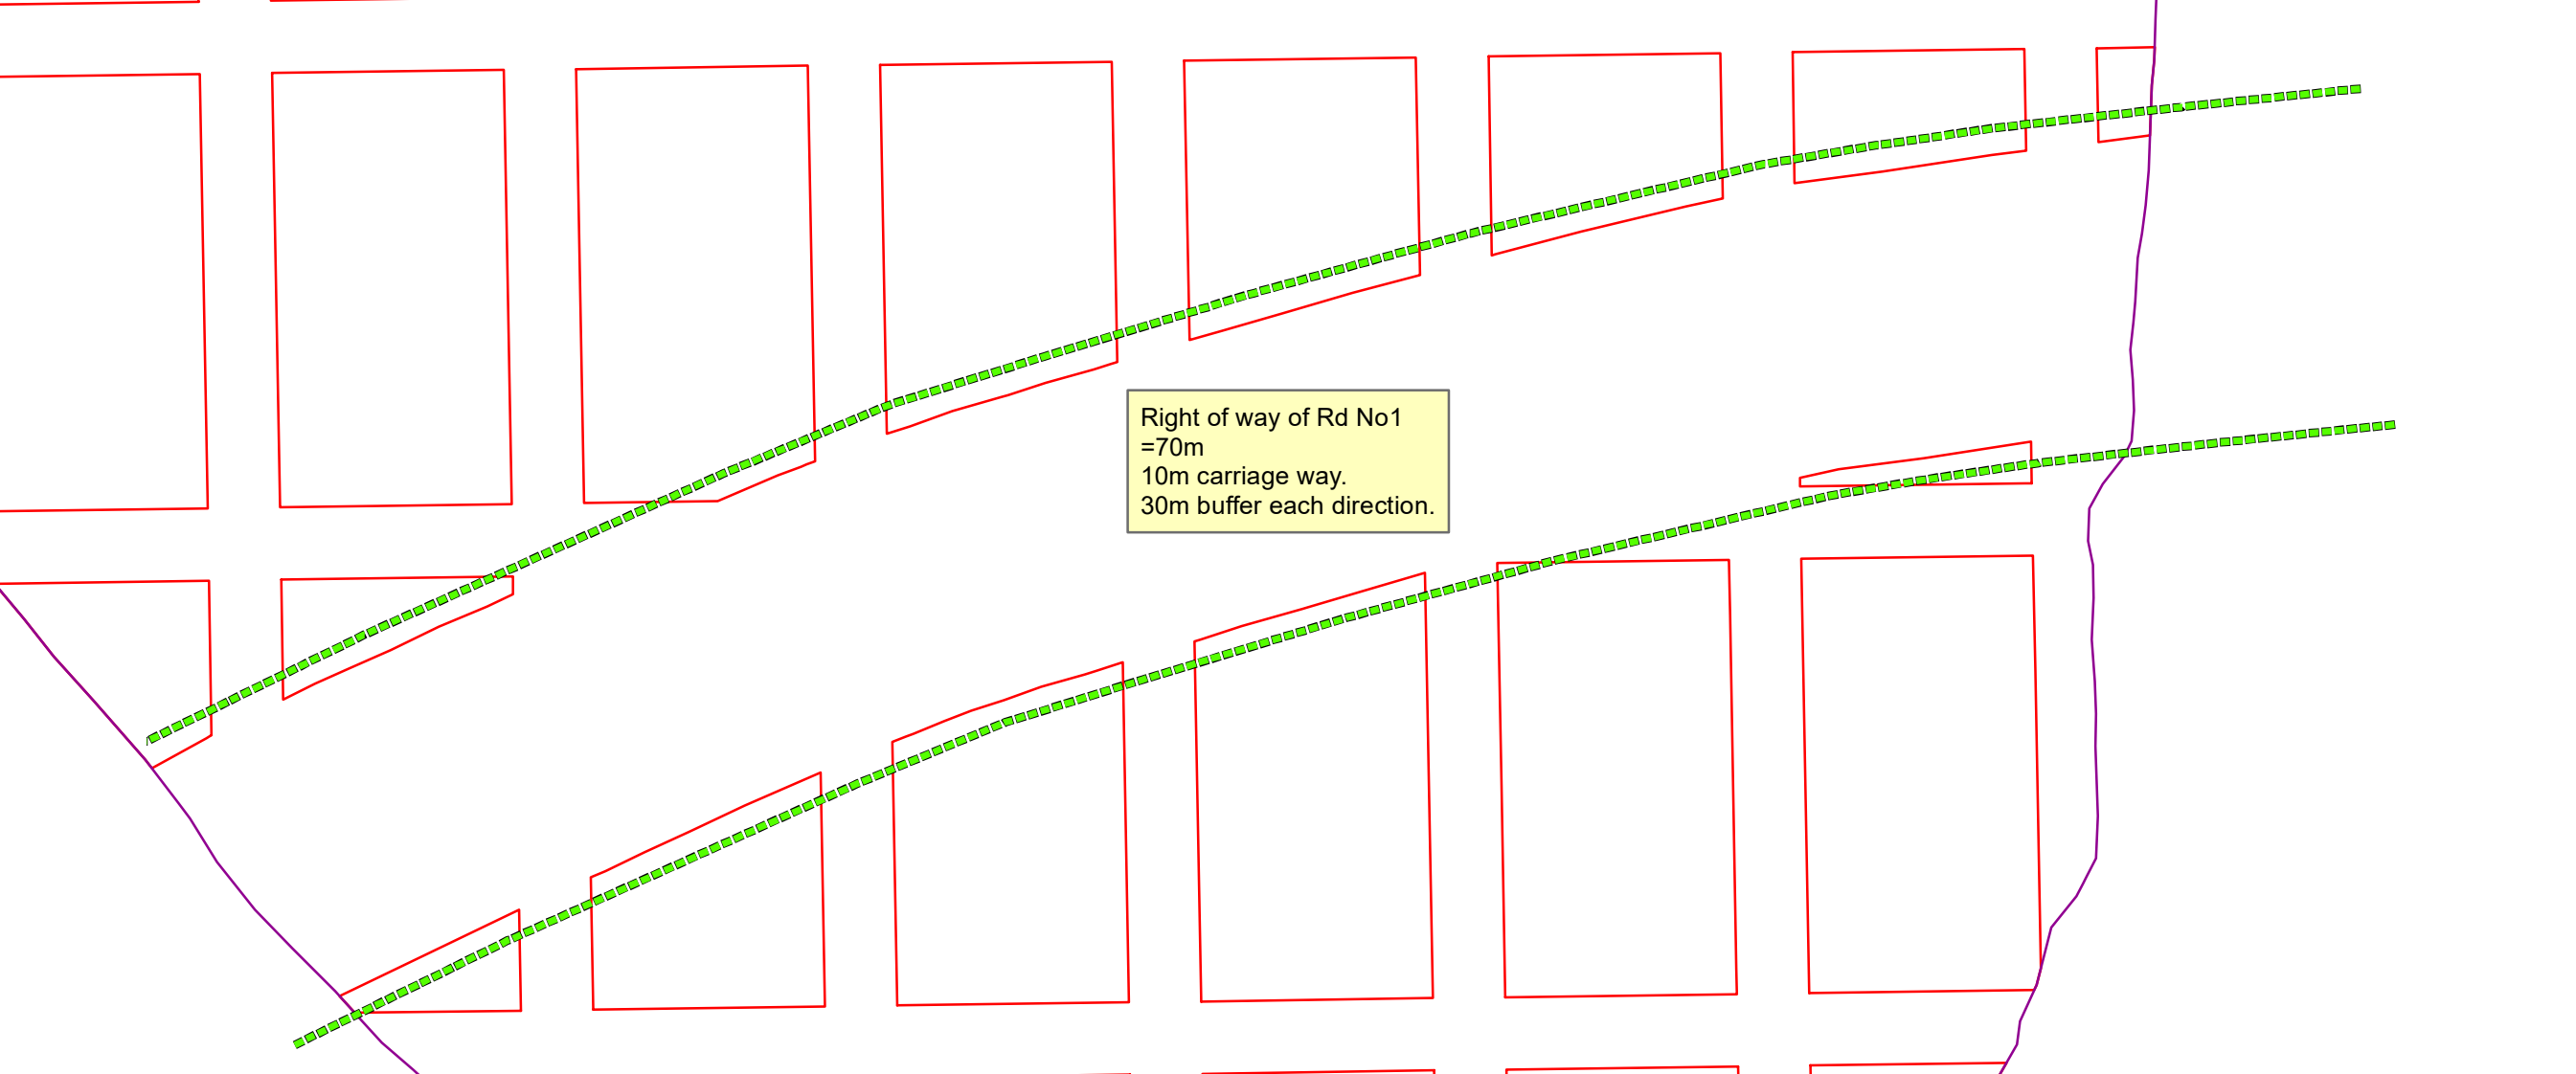 Right of way of Rd No1
=70m
10m carriage way.
30m buffer each direction.